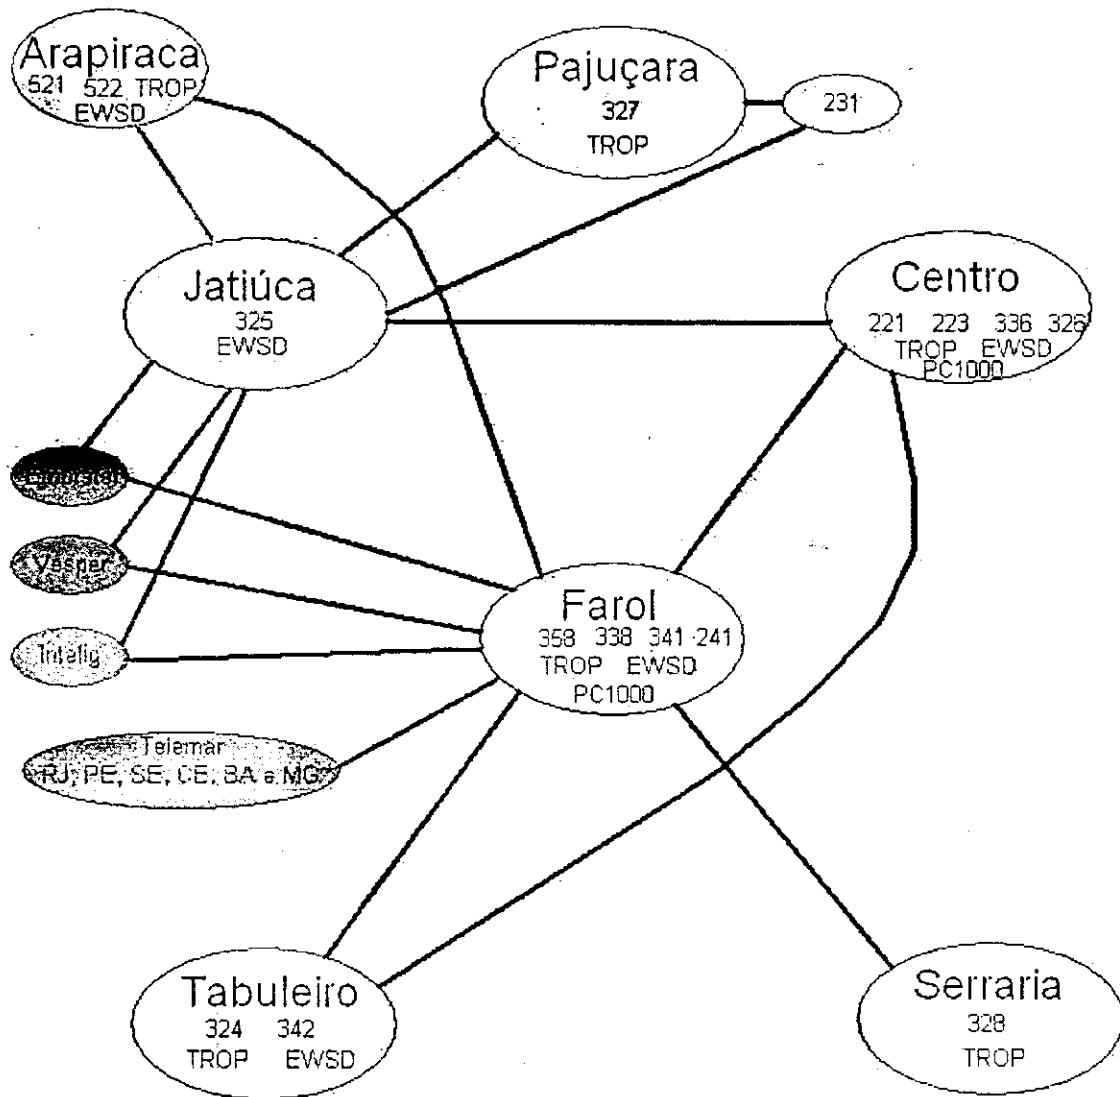 Arapiraca
521 522 TROP
EWSD
Pajuçara
327
TROP
231
Jatiúca
325
EWSD
Centro
221 223 336 326
TROP EWSD
PC1000
Vesper
Intelig
Farol
358 338 341 241
TROP EWSD
PC1000
Telemar
RJ, PE, SE, CE, BA e MG
Tabuleiro
324 342
TROP EWSD
Serraria
328
TROP